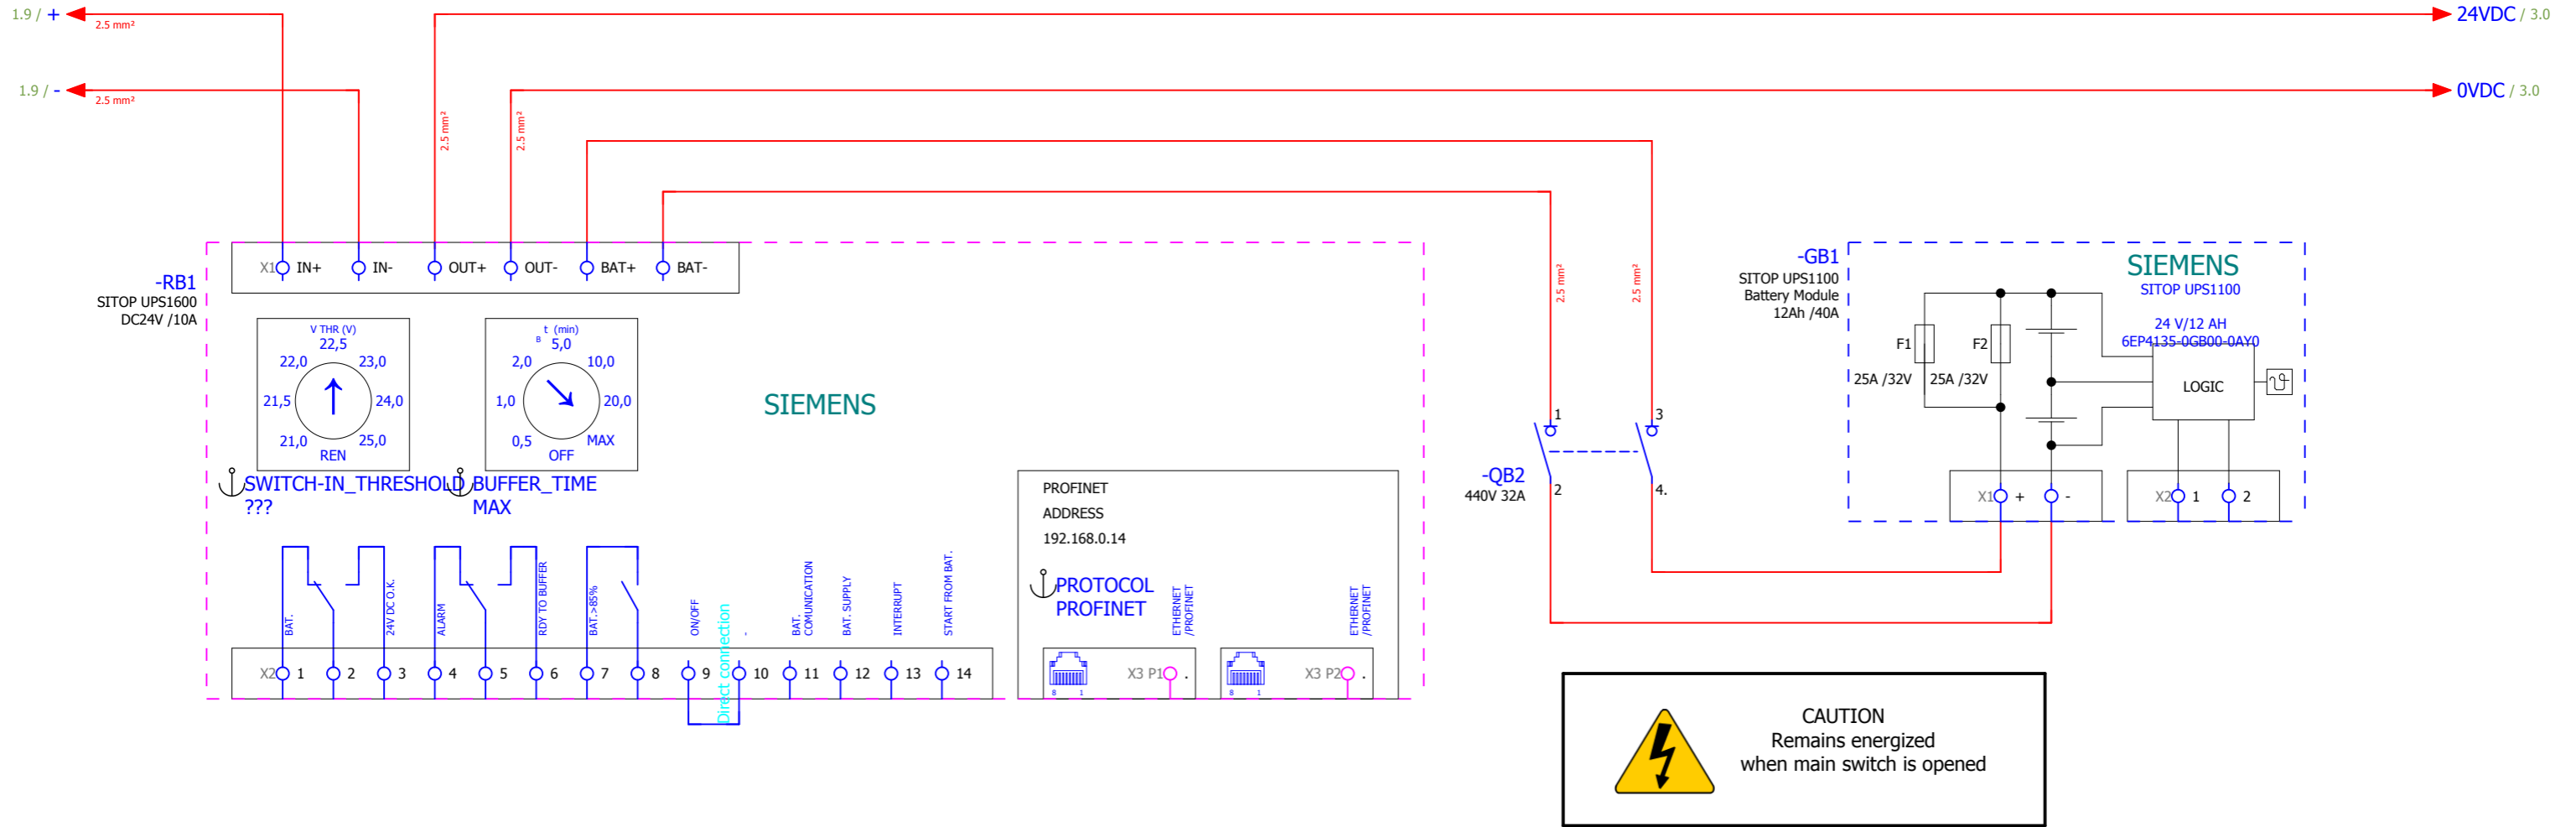 1.9 / +
2.5 mm²
24VDC / 3.0
1.9 / -
2.5 mm²
0VDC / 3.0
2.5 mm²
2.5 mm²
-RB1
SITOP UPS1600
DC24V /10A
X1 IN+ IN- OUT+ OUT- BAT+ BAT-
V THR (V)
22,5
22,0 23,0
21,5 24,0
21,0 25,0
REN
SWITCH-IN_THRESHOLD
???
t (min)
B 5,0
2,0 10,0
1,0 20,0
0,5 MAX
OFF
BUFFER_TIME
MAX
SIEMENS
PROFINET
ADDRESS
192.168.0.14
PROTOCOL
PROFINET
ETHERNET
/PROFINET
ETHERNET
/PROFINET
X3 P1 .
8 1
X3 P2 .
8 1
BAT.
24V DC O.K.
ALARM
RDY TO BUFFER
BAT.>85%
ON/OFF
Direct connection
-
BAT.
COMUNICATION
BAT. SUPPLY
INTERRUPT
START FROM BAT.
X2 1 2 3 4 5 6 7 8 9 10 11 12 13 14
2.5 mm²
2.5 mm²
1 3
-QB2
440V 32A
2 4.
-GB1
SITOP UPS1100
Battery Module
12Ah /40A
SIEMENS
SITOP UPS1100
24 V/12 AH
6EP4135-0GB00-0AY0
F1 F2
25A /32V 25A /32V
LOGIC
ϑ
X1 + -
X2 1 2
CAUTION
Remains energized
when main switch is opened